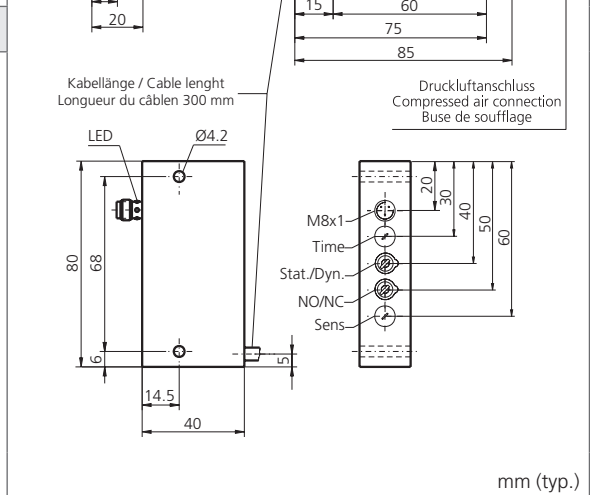 15 60
20
75
85
Kabellänge / Cable lenght
Longueur du câblen 300 mm
Druckluftanschluss
Compressed air connection
Buse de soufflage
LED
Ø4.2
20
30
40
50
60
M8x1
Time
Stat./Dyn.
NO/NC
Sens
80
68
6
5
14.5
40
mm (typ.)